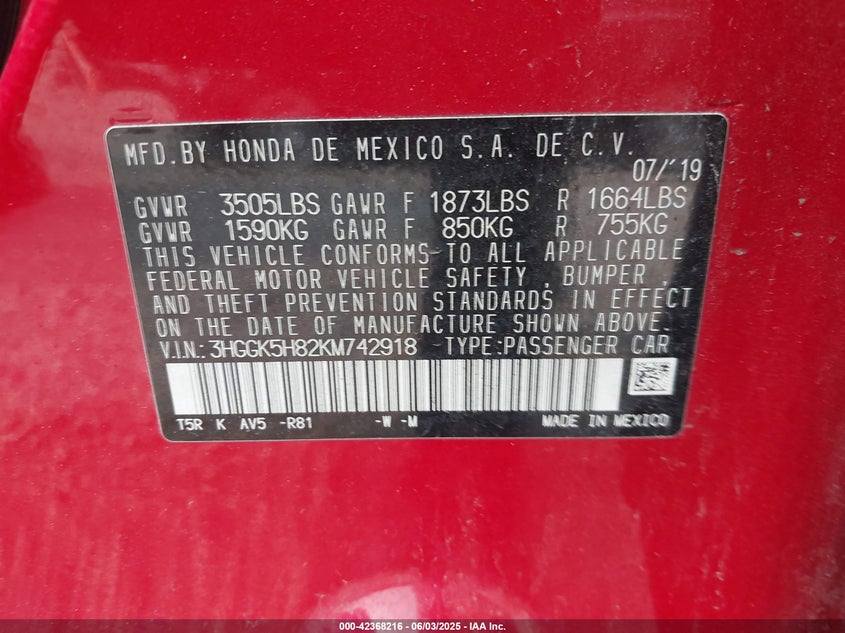 MFD.BY HONDA DE MEXICO S.A. DE C.V.
07/'19
GVWR 3505LBS GAWR F 1873LBS R 1664LBS
GVWR 1590KG GAWR F 850KG R 755KG
THIS VEHICLE CONFORMS TO ALL APPLICABLE
FEDERAL MOTOR VEHICLE SAFETY, BUMPER,
AND THEFT PREVENTION STANDARDS IN EFFECT
ON THE DATE OF MANUFACTURE SHOWN ABOVE.
V.I.N.:3HGGK5H82KM742918 TYPE:PASSENGER CAR
T5R K AV5 -R81 -W -M MADE IN MEXICO
000-42368216 - 06/03/2025 - IAA Inc.